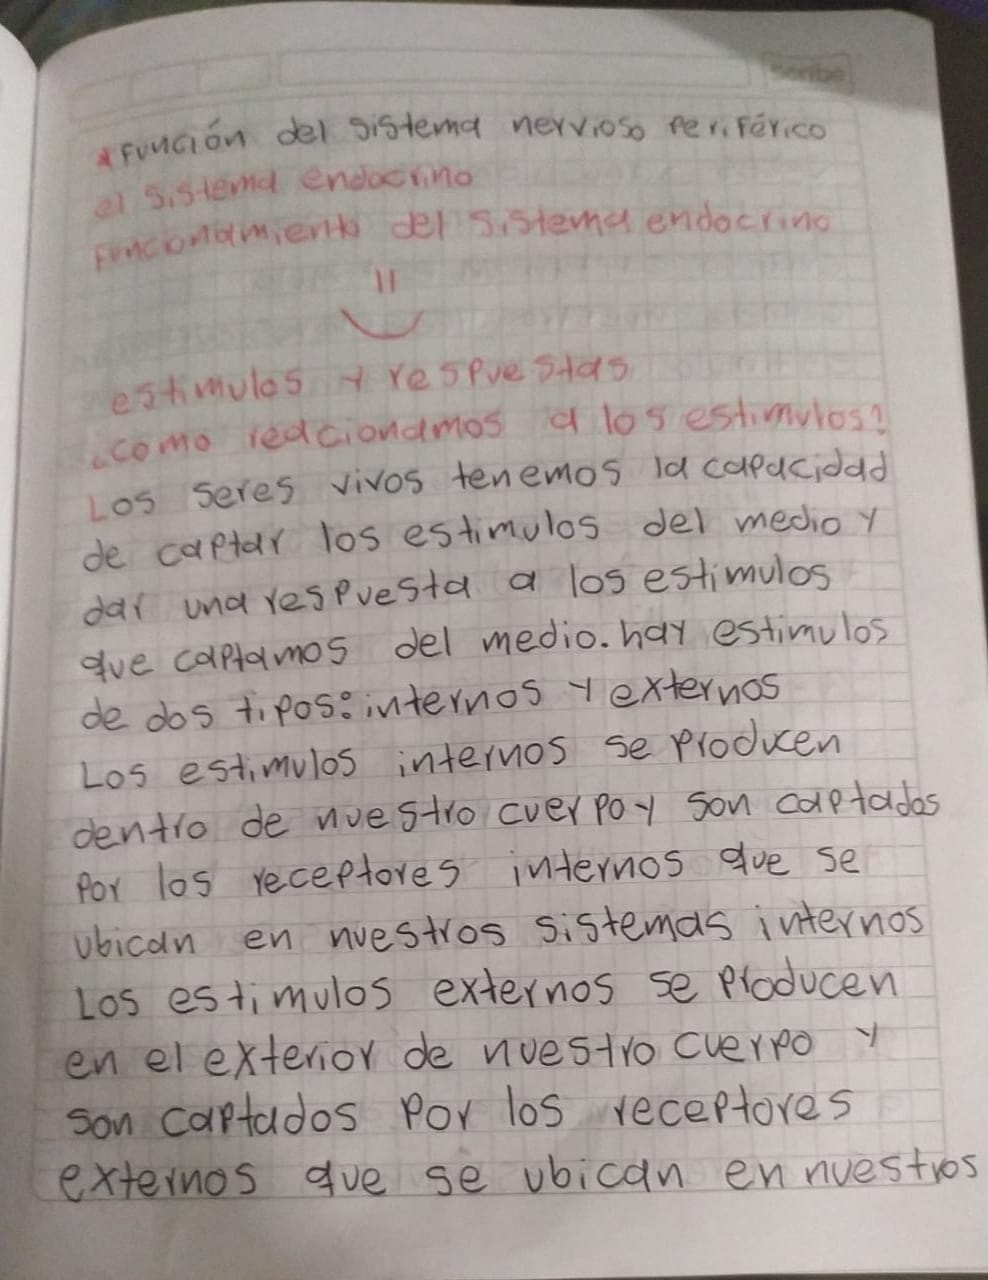 Scribe
* Función del sistema nervioso periférico
el sistema endocrino
Funcionamiento del sistema endocrino
estimulos y respuestas
¿como reacionamos a los estimulos?
Los seres vivos tenemos la capacidad
de captar los estimulos del medio y
dar una respuesta a los estimulos
que captamos del medio. hay estimulos
de dos tipos: internos y externos
Los estimulos internos se producen
dentro de nuestro cuerpo y son captados
por los receptores internos que se
ubican en nuestros sistemas internos
Los estimulos externos se producen
en el exterior de nuestro cuerpo y
son captados por los receptores
externos que se ubican en nuestros